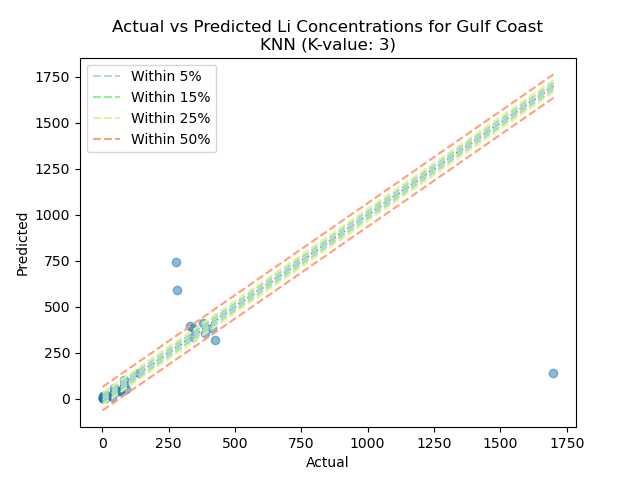 Actual vs Predicted Li Concentrations for Gulf Coast
KNN (K-value: 3)
Within 5%
Within 15%
Within 25%
Within 50%
1750
1500
1250
1000
750
500
250
0
Predicted
0 250 500 750 1000 1250 1500 1750
Actual